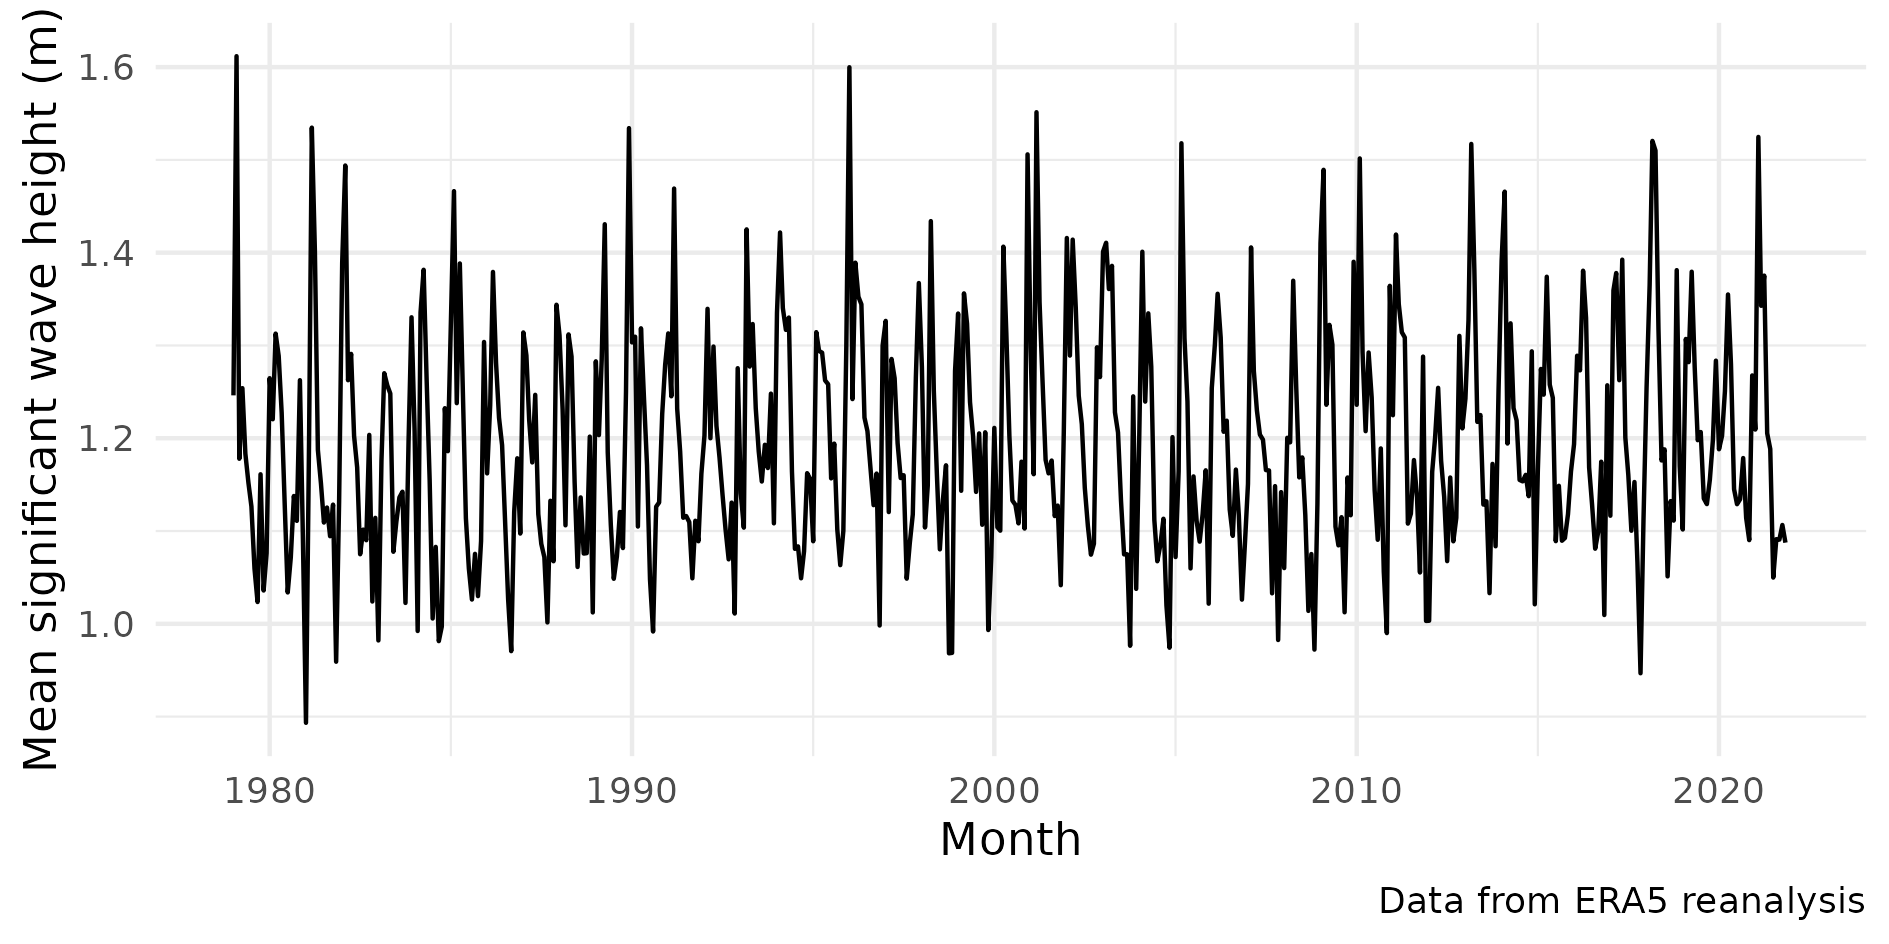 Mean significant wave height (m)
1.6
1.4
1.2
1.0
1980 1990 2000 2010 2020
Month
Data from ERA5 reanalysis